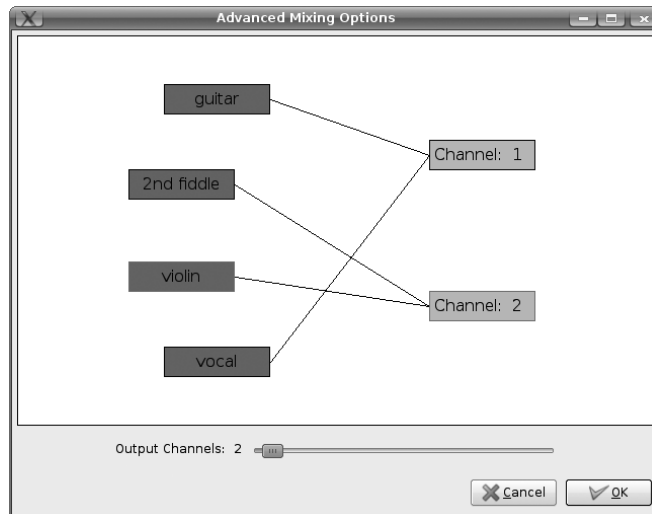 Advanced Mixing Options
guitar
Channel: 1
2nd fiddle
violin
Channel: 2
vocal
Output Channels: 2
Cancel
OK